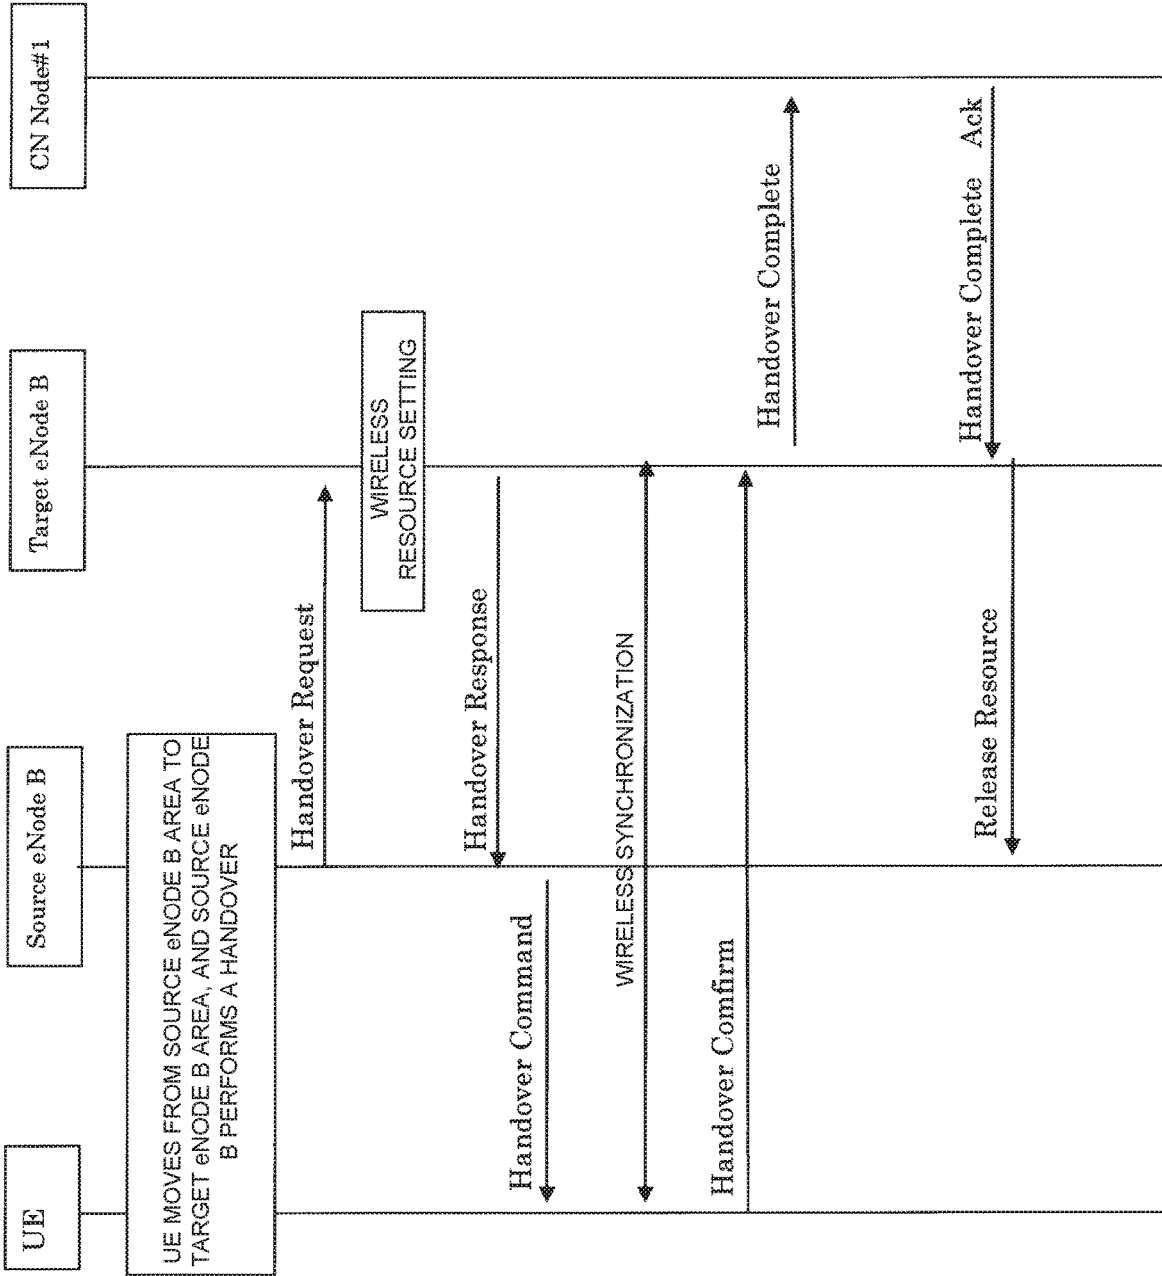 UE
Source eNode B
Target eNode B
CN Node#1
UE MOVES FROM SOURCE eNODE B AREA TO
TARGET eNODE B AREA, AND SOURCE eNODE
B PERFORMS A HANDOVER
Handover Request
WIRELESS
RESOURCE SETTING
Handover Response
Handover Command
WIRELESS SYNCHRONIZATION
Handover Comfirm
Handover Complete
Handover Complete Ack
Release Resource